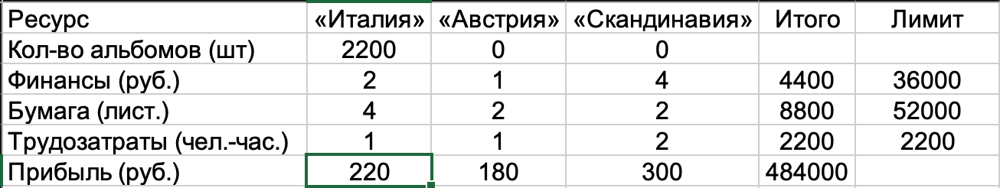 Ресурс «Италия» «Австрия» «Скандинавия» Итого Лимит
Кол-во альбомов (шт) 2200 0 0
Финансы (руб.) 2 1 4 4400 36000
Бумага (лист.) 4 2 2 8800 52000
Трудозатраты (чел.-час.) 1 1 2 2200 2200
Прибыль (руб.) 220 180 300 484000